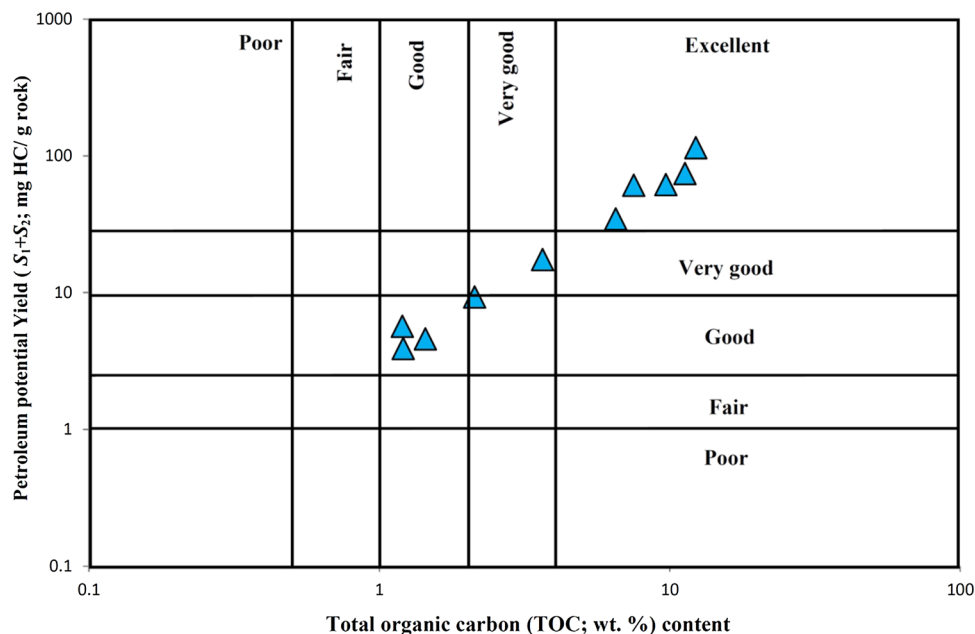 1000
100
10
1
0.1
Petroleum potential Yield ( S₁+S₂; mg HC/ g rock)
Poor
Fair
Good
Very good
Excellent
Very good
Good
Fair
Poor
0.1
1
10
100
Total organic carbon (TOC; wt. %) content